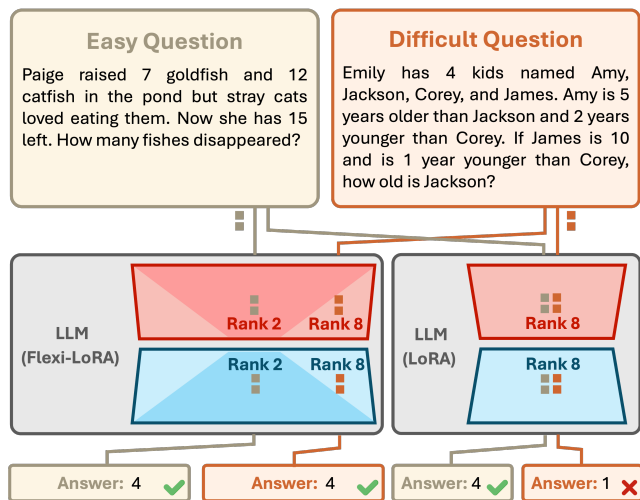 Easy Question
Paige raised 7 goldfish and 12
catfish in the pond but stray cats
loved eating them. Now she has 15
left. How many fishes disappeared?
Difficult Question
Emily has 4 kids named Amy,
Jackson, Corey, and James. Amy is 5
years older than Jackson and 2 years
younger than Corey. If James is 10
and is 1 year younger than Corey,
how old is Jackson?
LLM
(Flexi-LoRA)
Rank 2
Rank 8
Rank 2
Rank 8
LLM
(LoRA)
Rank 8
Rank 8
Answer: 4
Answer: 4
Answer: 4
Answer: 1